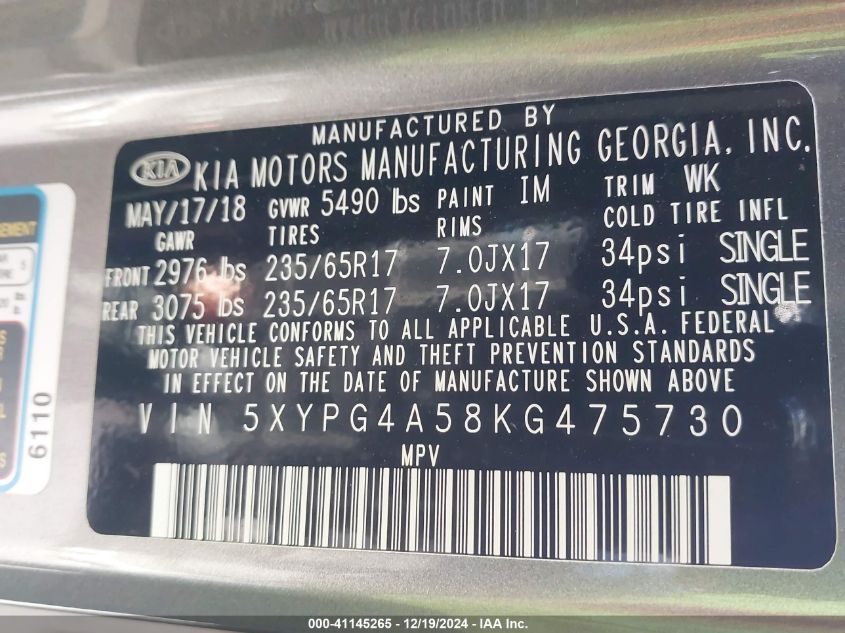 MANUFACTURED BY
KIA KIA MOTORS MANUFACTURING GEORGIA, INC.
MAY/17/18 GVWR 5490 lbs PAINT IM TRIM WK
GAWR TIRES RIMS COLD TIRE INFL
FRONT 2976 lbs 235/65R17 7.0JX17 34psi SINGLE
REAR 3075 lbs 235/65R17 7.0JX17 34psi SINGLE
THIS VEHICLE CONFORMS TO ALL APPLICABLE U.S.A. FEDERAL
MOTOR VEHICLE SAFETY AND THEFT PREVENTION STANDARDS
IN EFFECT ON THE DATE OF MANUFACTURE SHOWN ABOVE
VIN 5XYPG4A58KG475730
MPV
6110
000-41145265 - 12/19/2024 - IAA Inc.